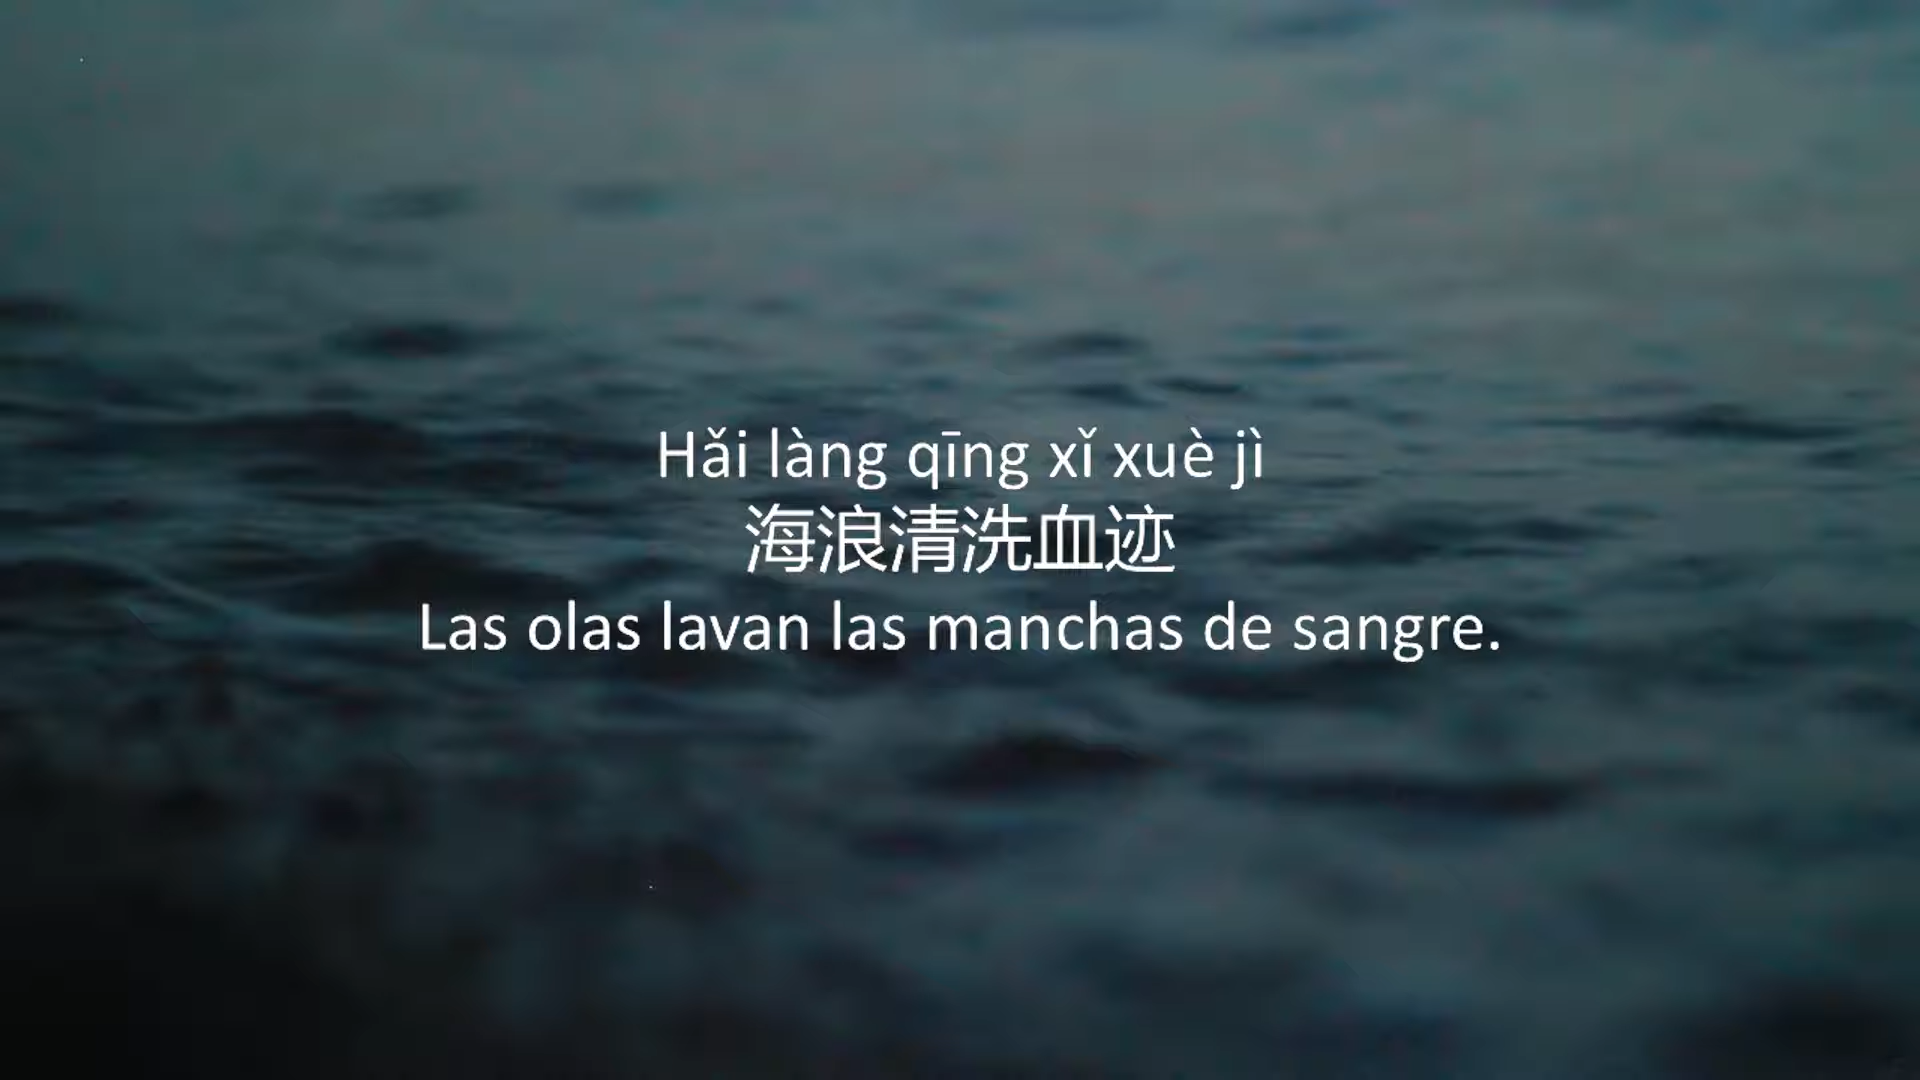 Hǎi làng qīng xǐ xuè jì
海浪清洗血迹
Las olas lavan las manchas de sangre.